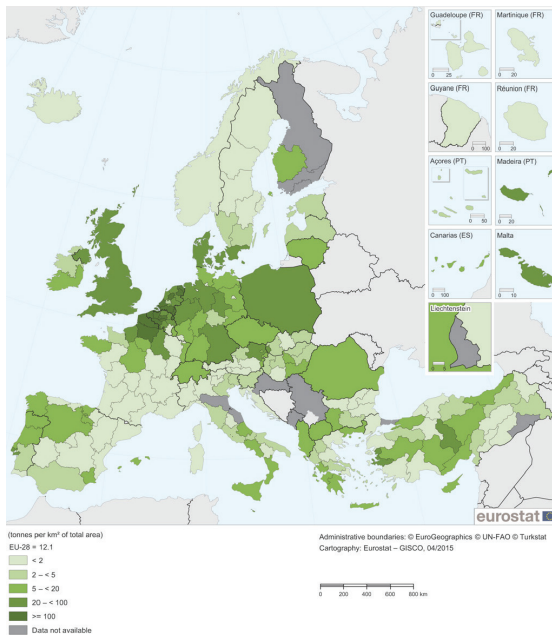 Guadeloupe (FR)
0 25
Martinique (FR)
0 20
Guyane (FR)
0 100
Réunion (FR)
0 20
Açores (PT)
0 50
Madeira (PT)
0 20
Canarias (ES)
0 100
Malta
0 10
Liechtenstein
eurostat
(tonnes per km² of total area)
EU-28 = 12.1
< 2
2 – < 5
5 – < 20
20 – < 100
>= 100
Data not available
Administrative boundaries: © EuroGeographics © UN-FAO © Turkstat
Cartography: Eurostat – GISCO, 04/2015
0 200 400 600 800 km